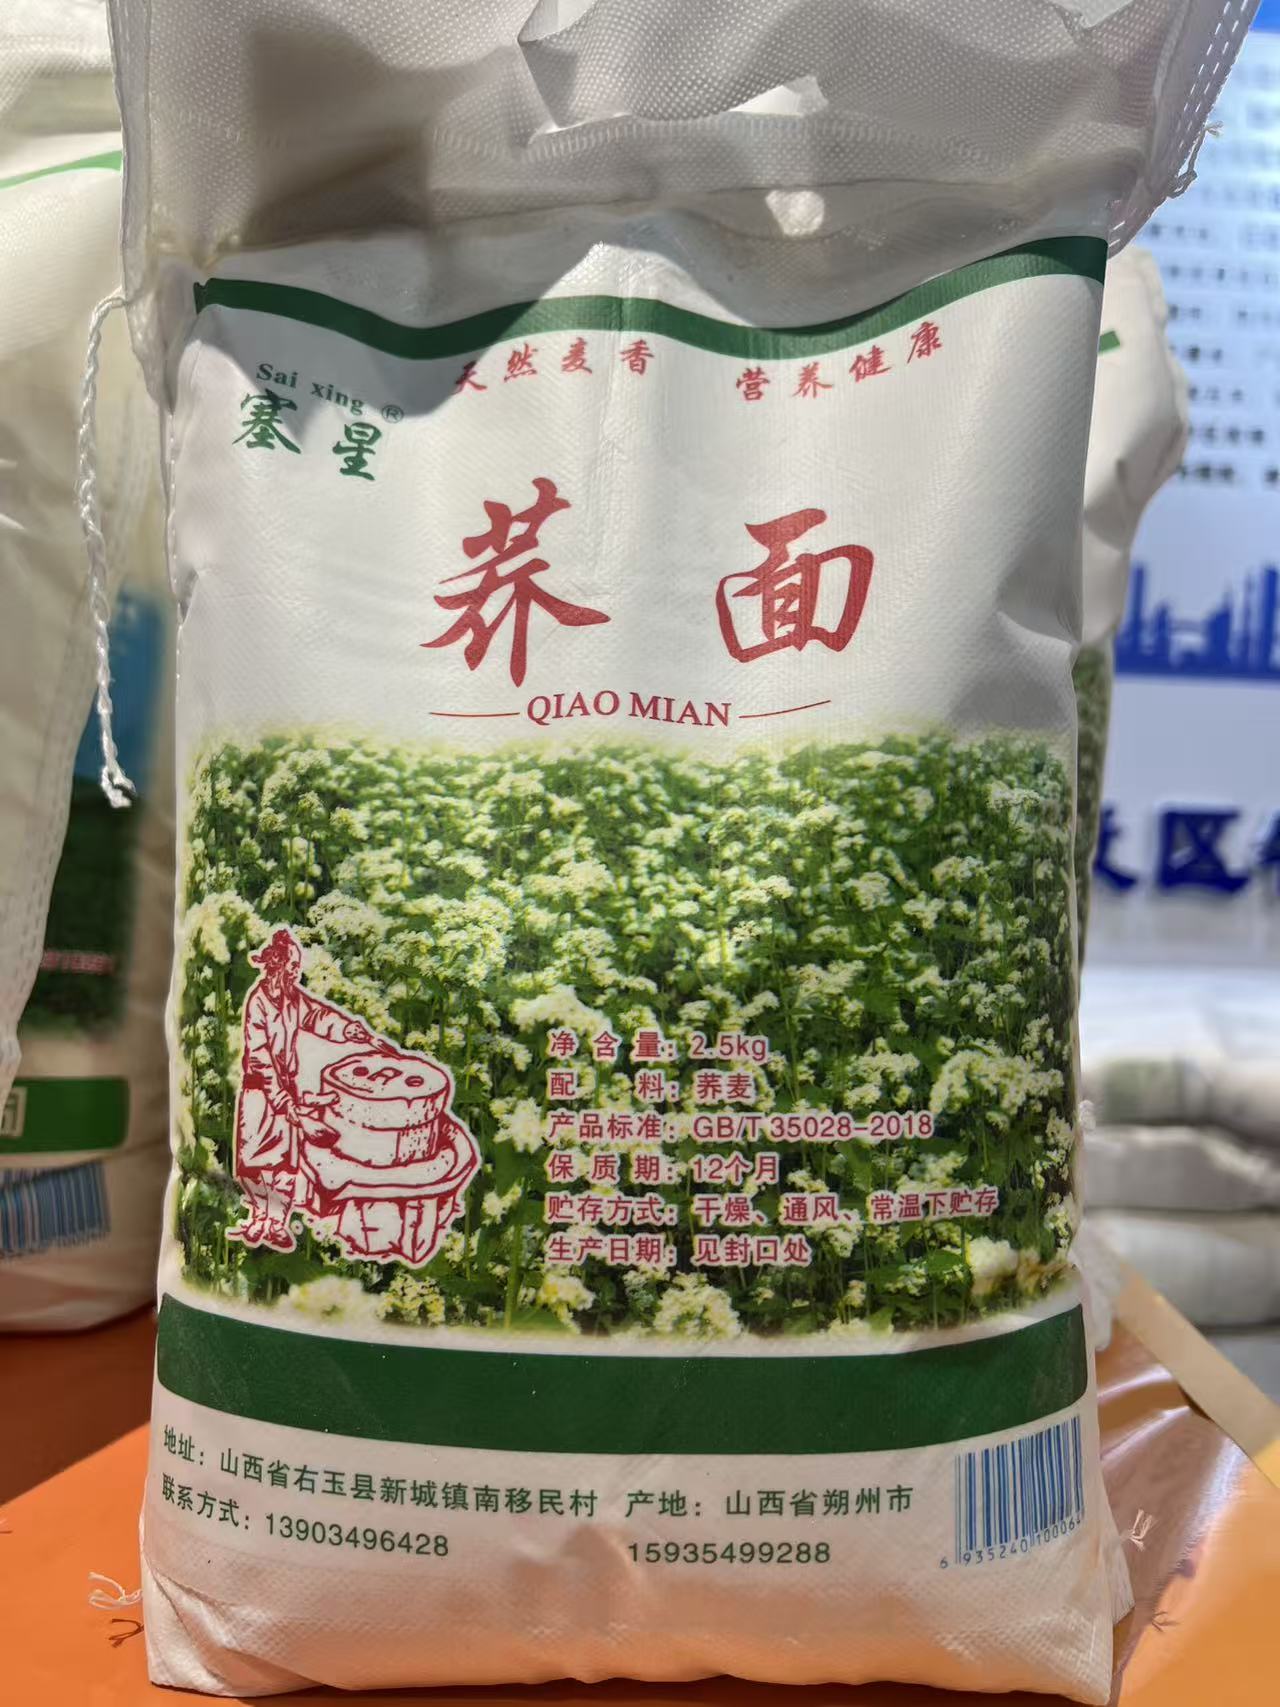 天然麦香 营养健康
Sai xing
塞星®
荞面
QIAO MIAN
净含量：2.5kg
配料：荞麦
产品标准：GB/T 35028-2018
保质期：12个月
贮存方式：干燥、通风、常温下贮存
生产日期：见封口处
地址：山西省右玉县新城镇南移民村 产地：山西省朔州市
联系方式：13903496428 15935499288
6 935240 100064
区